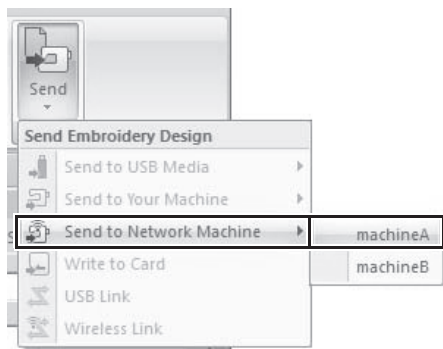 Send
Send Embroidery Design
Send to USB Media
Send to Your Machine
Send to Network Machine
machineA
Write to Card
machineB
USB Link
Wireless Link